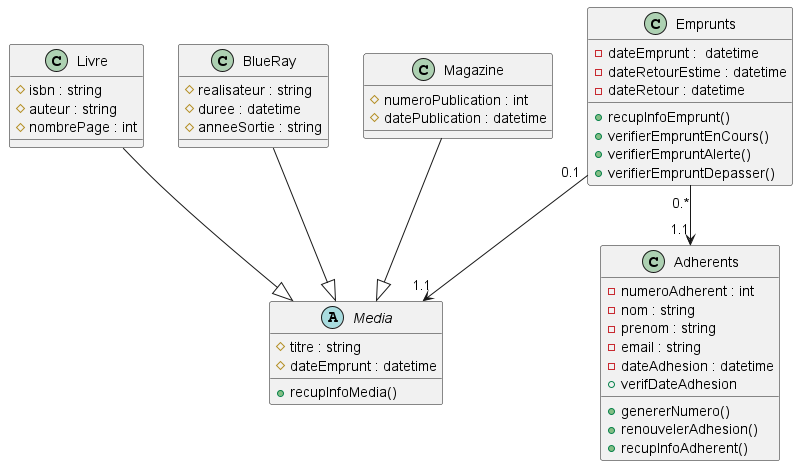 C Livre
isbn : string
auteur : string
nombrePage : int
C BlueRay
realisateur : string
duree : datetime
anneeSortie : string
C Magazine
numeroPublication : int
datePublication : datetime
C Emprunts
dateEmprunt :  datetime
dateRetourEstime : datetime
dateRetour : datetime
recupInfoEmprunt()
verifierEmpruntEnCours()
verifierEmpruntAlerte()
verifierEmpruntDepasser()
0.1
1.1
0.*
1.1
A Media
titre : string
dateEmprunt : datetime
recupInfoMedia()
C Adherents
numeroAdherent : int
nom : string
prenom : string
email : string
dateAdhesion : datetime
verifDateAdhesion
genererNumero()
renouvelerAdhesion()
recupInfoAdherent()